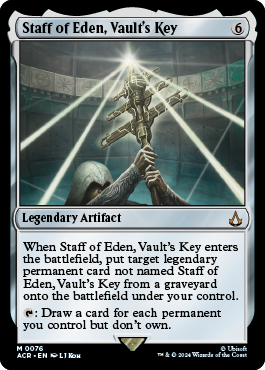 Staff of Eden, Vault's Key 6
Legendary Artifact
When Staff of Eden, Vault's Key enters
the battlefield, put target legendary
permanent card not named Staff of
Eden, Vault's Key from a graveyard
onto the battlefield under your control.
: Draw a card for each permanent
you control but don't own.
M 0076 © Ubisoft
ACR • EN LiXin ™ & © 2024 Wizards of the Coast